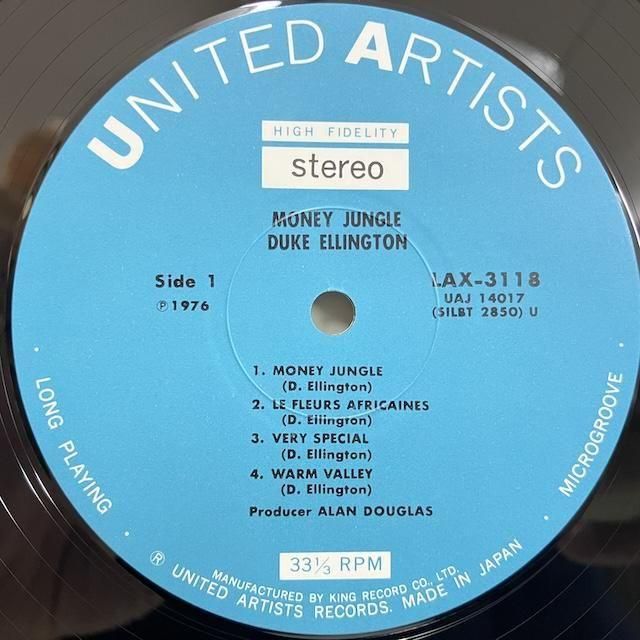 UNITED ARTISTS
HIGH FIDELITY
stereo
MONEY JUNGLE
DUKE ELLINGTON
Side 1
Ⓟ1976
LAX-3118
UAJ 14017
(SILBT 2850) U
1. MONEY JUNGLE
(D. Ellington)
2. LE FLEURS AFRICAINES
(D. Ellington)
3. VERY SPECIAL
(D. Ellington)
4. WARM VALLEY
(D. Ellington)
Producer ALAN DOUGLAS
33⅓ RPM
· LONG PLAYING ·
· MICROGROOVE ·
MANUFACTURED BY KING RECORD CO., LTD.
® UNITED ARTISTS RECORDS. MADE IN JAPAN